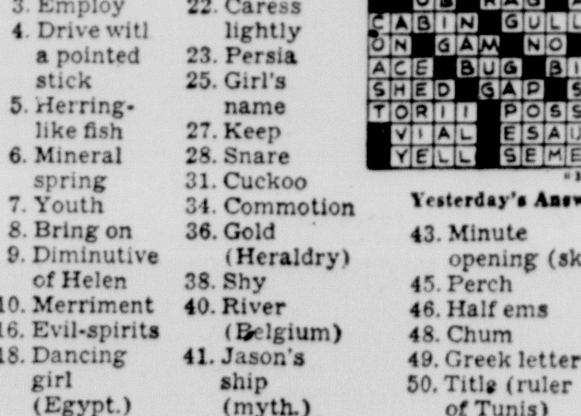 3. Employ
4. Drive witl
a pointed
stick
5. Herring-
like fish
6. Mineral
spring
7. Youth
8. Bring on
9. Diminutive
of Helen
10. Merriment
16. Evil-spirits
18. Dancing
girl
(Egypt.)
22. Caress
lightly
23. Persia
25. Girl's
name
27. Keep
28. Snare
31. Cuckoo
34. Commotion
36. Gold
(Heraldry)
38. Shy
40. River
(Belgium)
41. Jason's
ship
(myth.)
CABIN GULL
ON GAM NO
ACE BUG BI
SHED GAP S
TORII POSS
VIAL ESAU
YELL SEME
Yesterday's Answ
43. Minute
opening (sk
45. Perch
46. Half ems
48. Chum
49. Greek letter
50. Title (ruler
of Tunis)